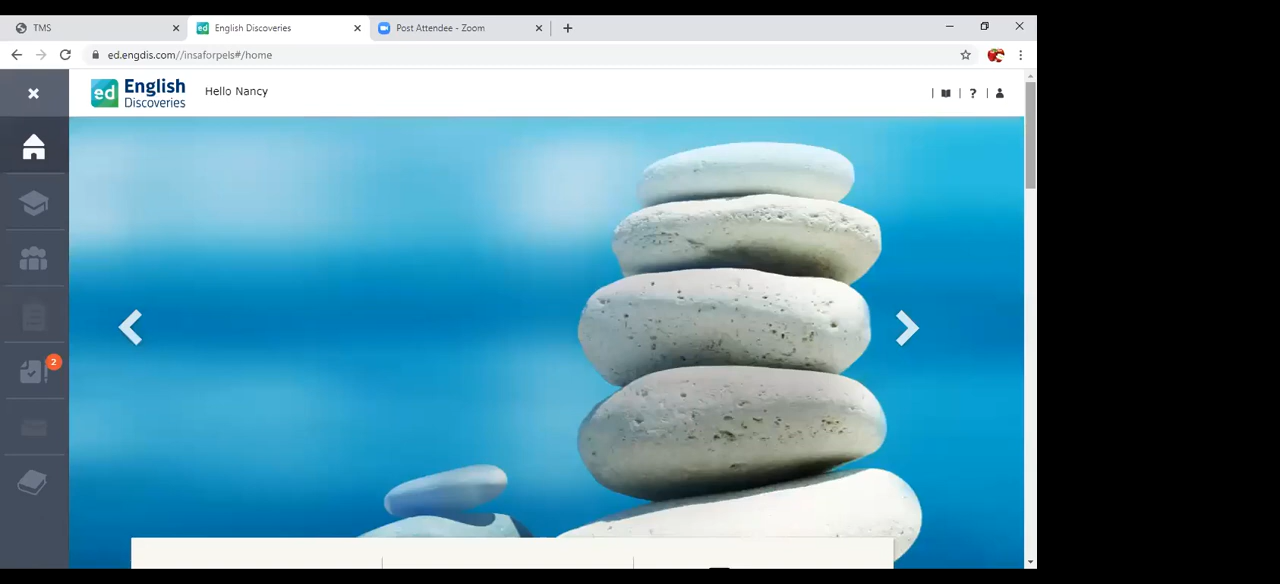 TMS
English Discoveries
Post Attendee - Zoom
ed.engdis.com//insaforpels#/home
ed English Discoveries
Hello Nancy
?
2